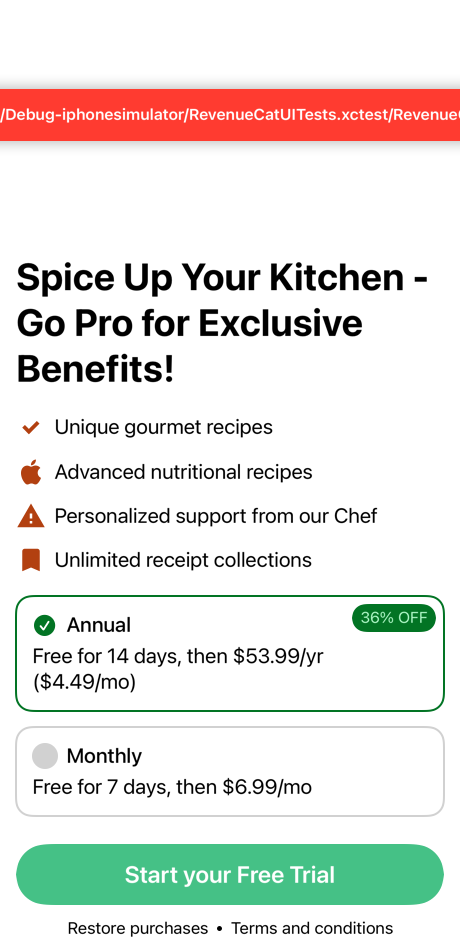 /Debug-iphonesimulator/RevenueCatUITests.xctest/Revenue
Spice Up Your Kitchen -
Go Pro for Exclusive
Benefits!
Unique gourmet recipes
Advanced nutritional recipes
Personalized support from our Chef
Unlimited receipt collections
Annual
36% OFF
Free for 14 days, then $53.99/yr
($4.49/mo)
Monthly
Free for 7 days, then $6.99/mo
Start your Free Trial
Restore purchases • Terms and conditions